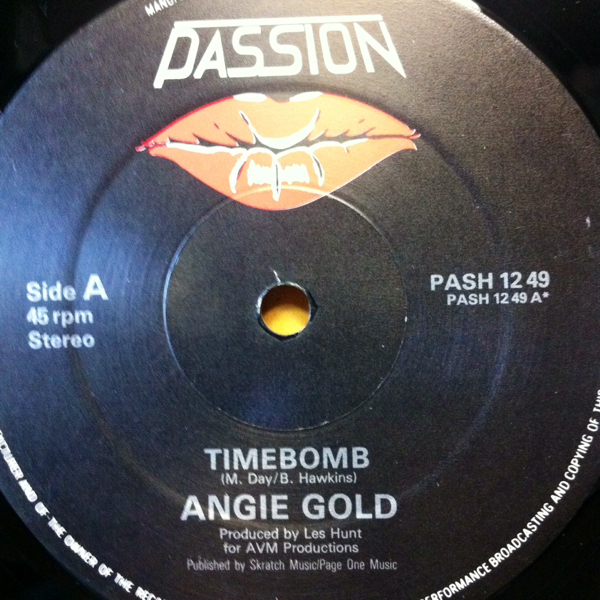 MANU
PASSION
Side A
45 rpm
Stereo
PASH 12 49
PASH 12 49 A*
TIMEBOMB
(M. Day/B. Hawkins)
ANGIE GOLD
Produced by Les Hunt
for AVM Productions
Published by Skratch Music/Page One Music
AND OF THE OWNER OF THE
PERFORMANCE BROADCASTING AND COPYING OF THIS